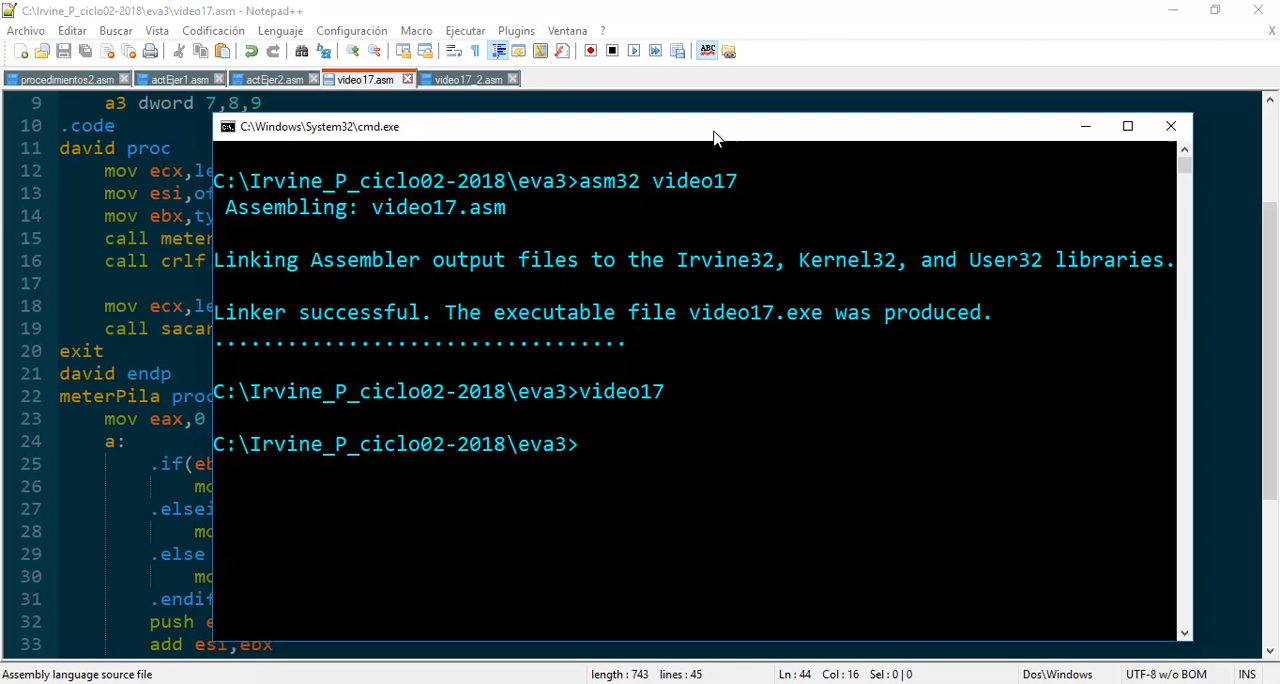 C:\Irvine_P_ciclo02-2018\eva3\video17.asm - Notepad++
Archivo Editar Buscar Vista Codificación Lenguaje Configuración Macro Ejecutar Plugins Ventana ?
X
ABC
procedimientos2.asm actEjer1.asm actEjer2.asm video17.asm video17_2.asm
9 a3 dword 7,8,9
10 .code
11 david proc
12 mov ecx,le
13 mov esi,of
14 mov ebx,ty
15 call meter
16 call crlf
17
18 mov ecx,le
19 call sacar
20 exit
21 david endp
22 meterPila proc
23 mov eax,0
24 a:
25 .if(eb
26 mo
27 .elsei
28 mo
29 .else
30 mo
31 .endif
32 push e
33 add esi,ebx
C:\Windows\System32\cmd.exe
C:\Irvine_P_ciclo02-2018\eva3>asm32 video17
Assembling: video17.asm
Linking Assembler output files to the Irvine32, Kernel32, and User32 libraries.
Linker successful. The executable file video17.exe was produced.
..................................
C:\Irvine_P_ciclo02-2018\eva3>video17
C:\Irvine_P_ciclo02-2018\eva3>
Assembly language source file length : 743 lines : 45 Ln : 44 Col : 16 Sel : 0 | 0 Dos\Windows UTF-8 w/o BOM INS